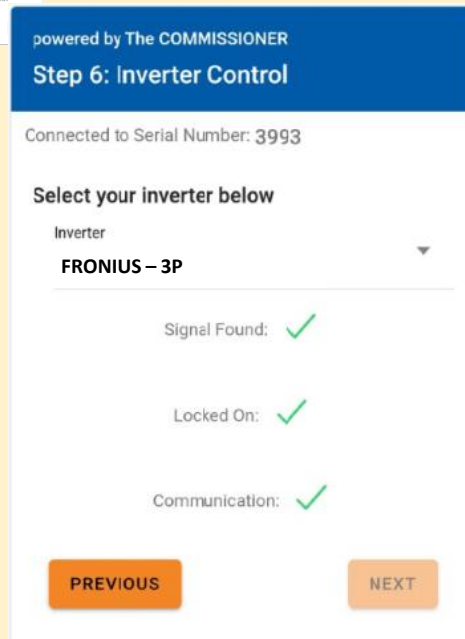 powered by The COMMISSIONER
Step 6: Inverter Control
Connected to Serial Number: 3993
Select your inverter below
Inverter
FRONIUS – 3P
Signal Found:
Locked On:
Communication:
PREVIOUS NEXT